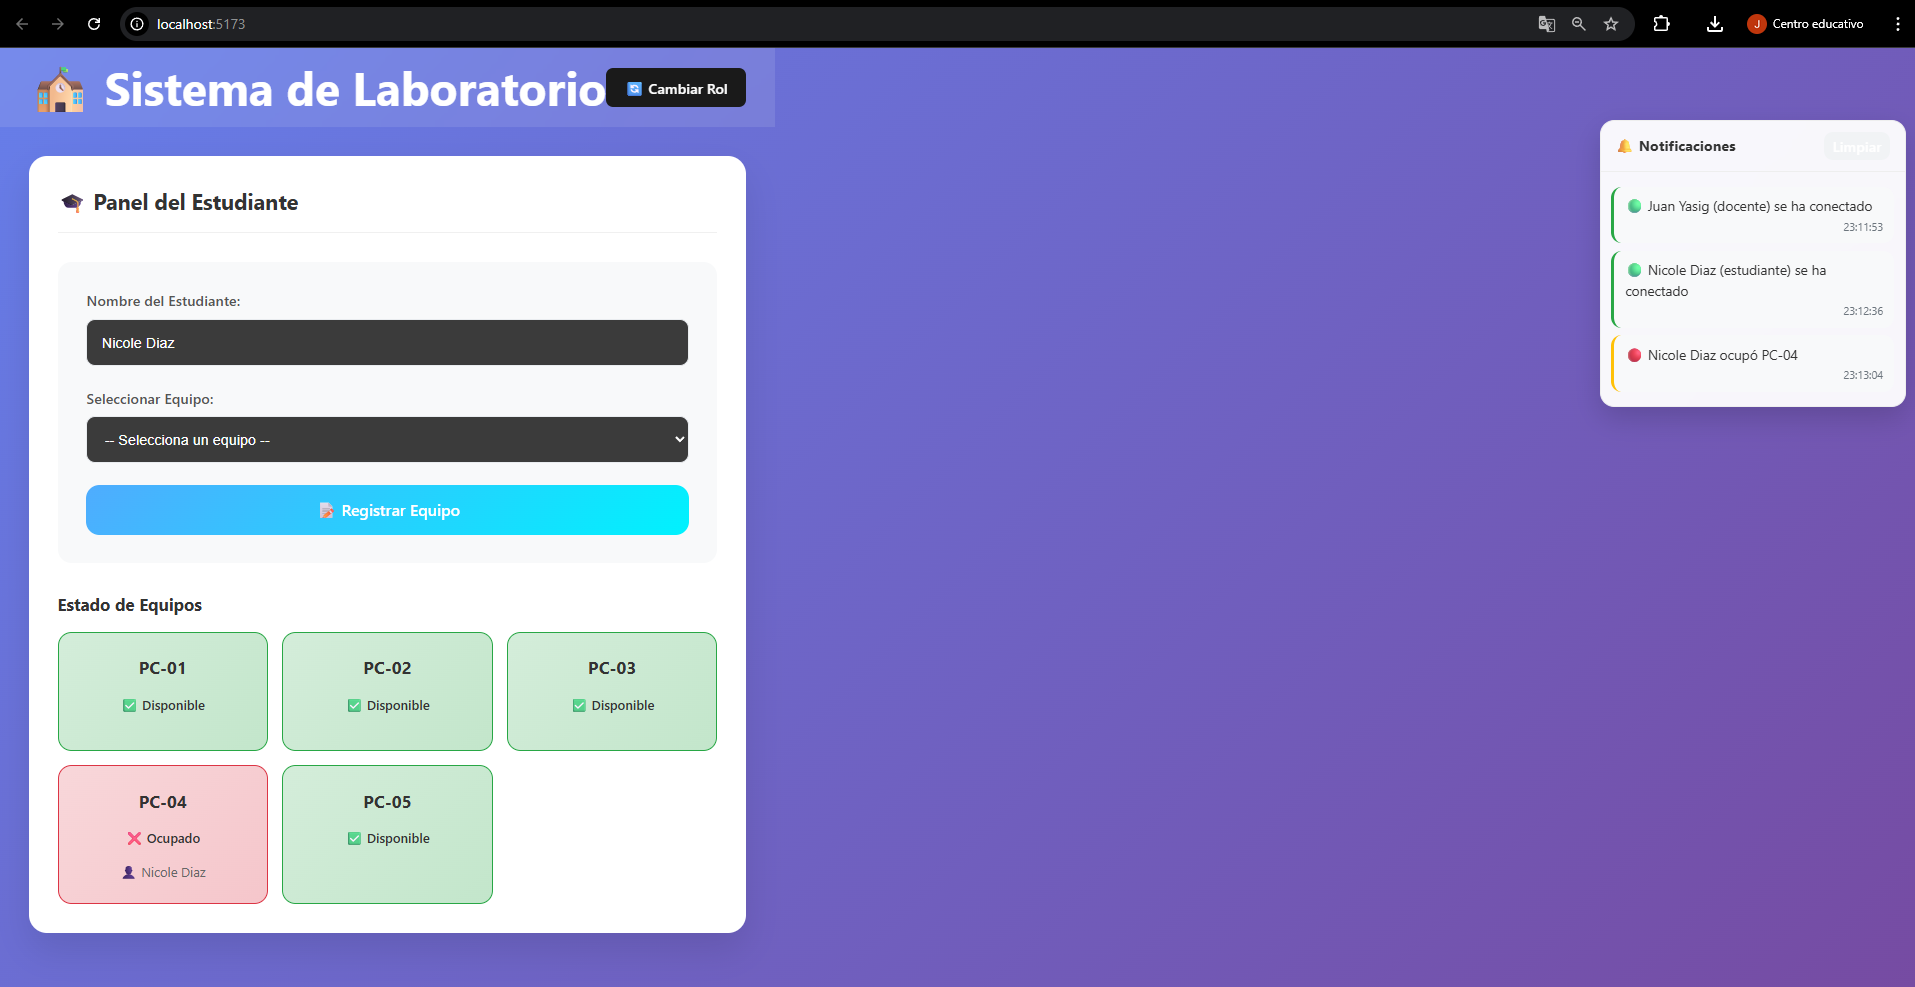 localhost:5173
J Centro educativo
Sistema de Laboratorio
Cambiar Rol
Panel del Estudiante
Nombre del Estudiante:
Nicole Diaz
Seleccionar Equipo:
-- Selecciona un equipo --
Registrar Equipo
Estado de Equipos
PC-01
Disponible
PC-02
Disponible
PC-03
Disponible
PC-04
Ocupado
Nicole Diaz
PC-05
Disponible
Notificaciones
Limpiar
Juan Yasig (docente) se ha conectado
23:11:53
Nicole Diaz (estudiante) se ha
conectado
23:12:36
Nicole Diaz ocupó PC-04
23:13:04